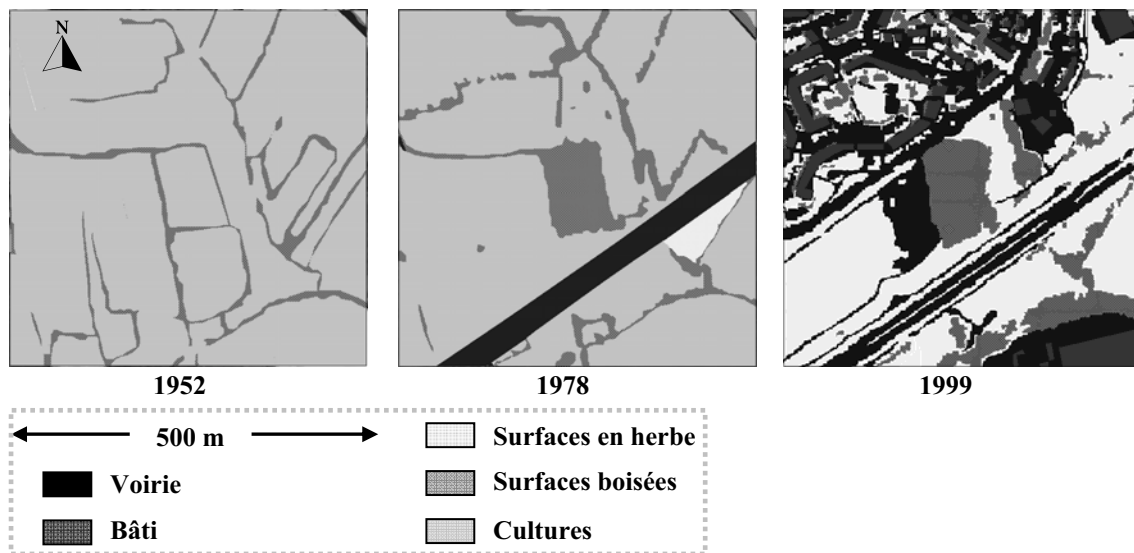 N
1952
1978
1999
500 m
Surfaces en herbe
Voirie
Surfaces boisées
Bâti
Cultures